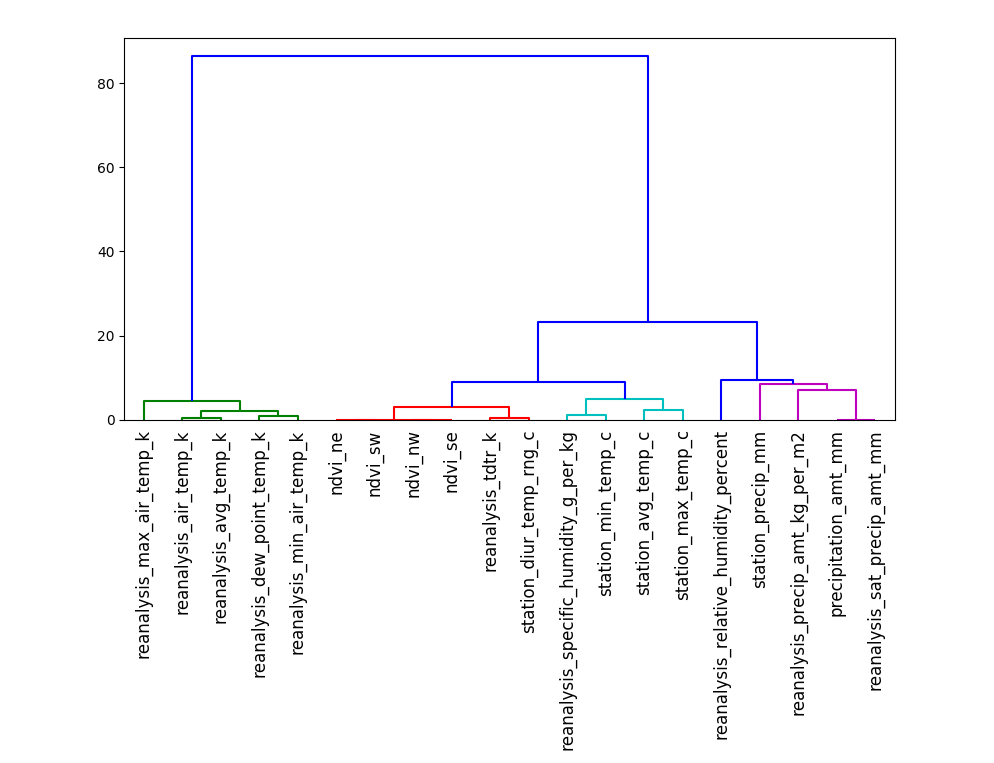 80
60
40
20
0
reanalysis_max_air_temp_k
reanalysis_air_temp_k
reanalysis_avg_temp_k
reanalysis_dew_point_temp_k
reanalysis_min_air_temp_k
ndvi_ne
ndvi_sw
ndvi_nw
ndvi_se
reanalysis_tdtr_k
station_diur_temp_rng_c
reanalysis_specific_humidity_g_per_kg
station_min_temp_c
station_avg_temp_c
station_max_temp_c
reanalysis_relative_humidity_percent
station_precip_mm
reanalysis_precip_amt_kg_per_m2
precipitation_amt_mm
reanalysis_sat_precip_amt_mm